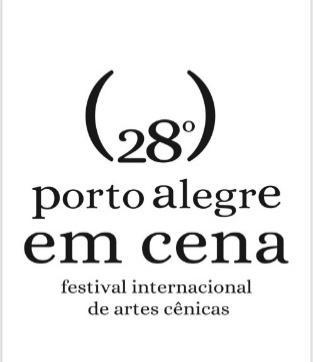 (28º)
porto alegre
em cena
festival internacional
de artes cênicas